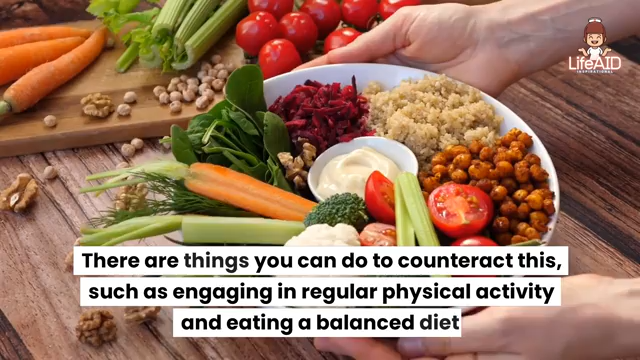 LifeAID
INSPIRATIONAL
There are things you can do to counteract this,
such as engaging in regular physical activity
and eating a balanced diet